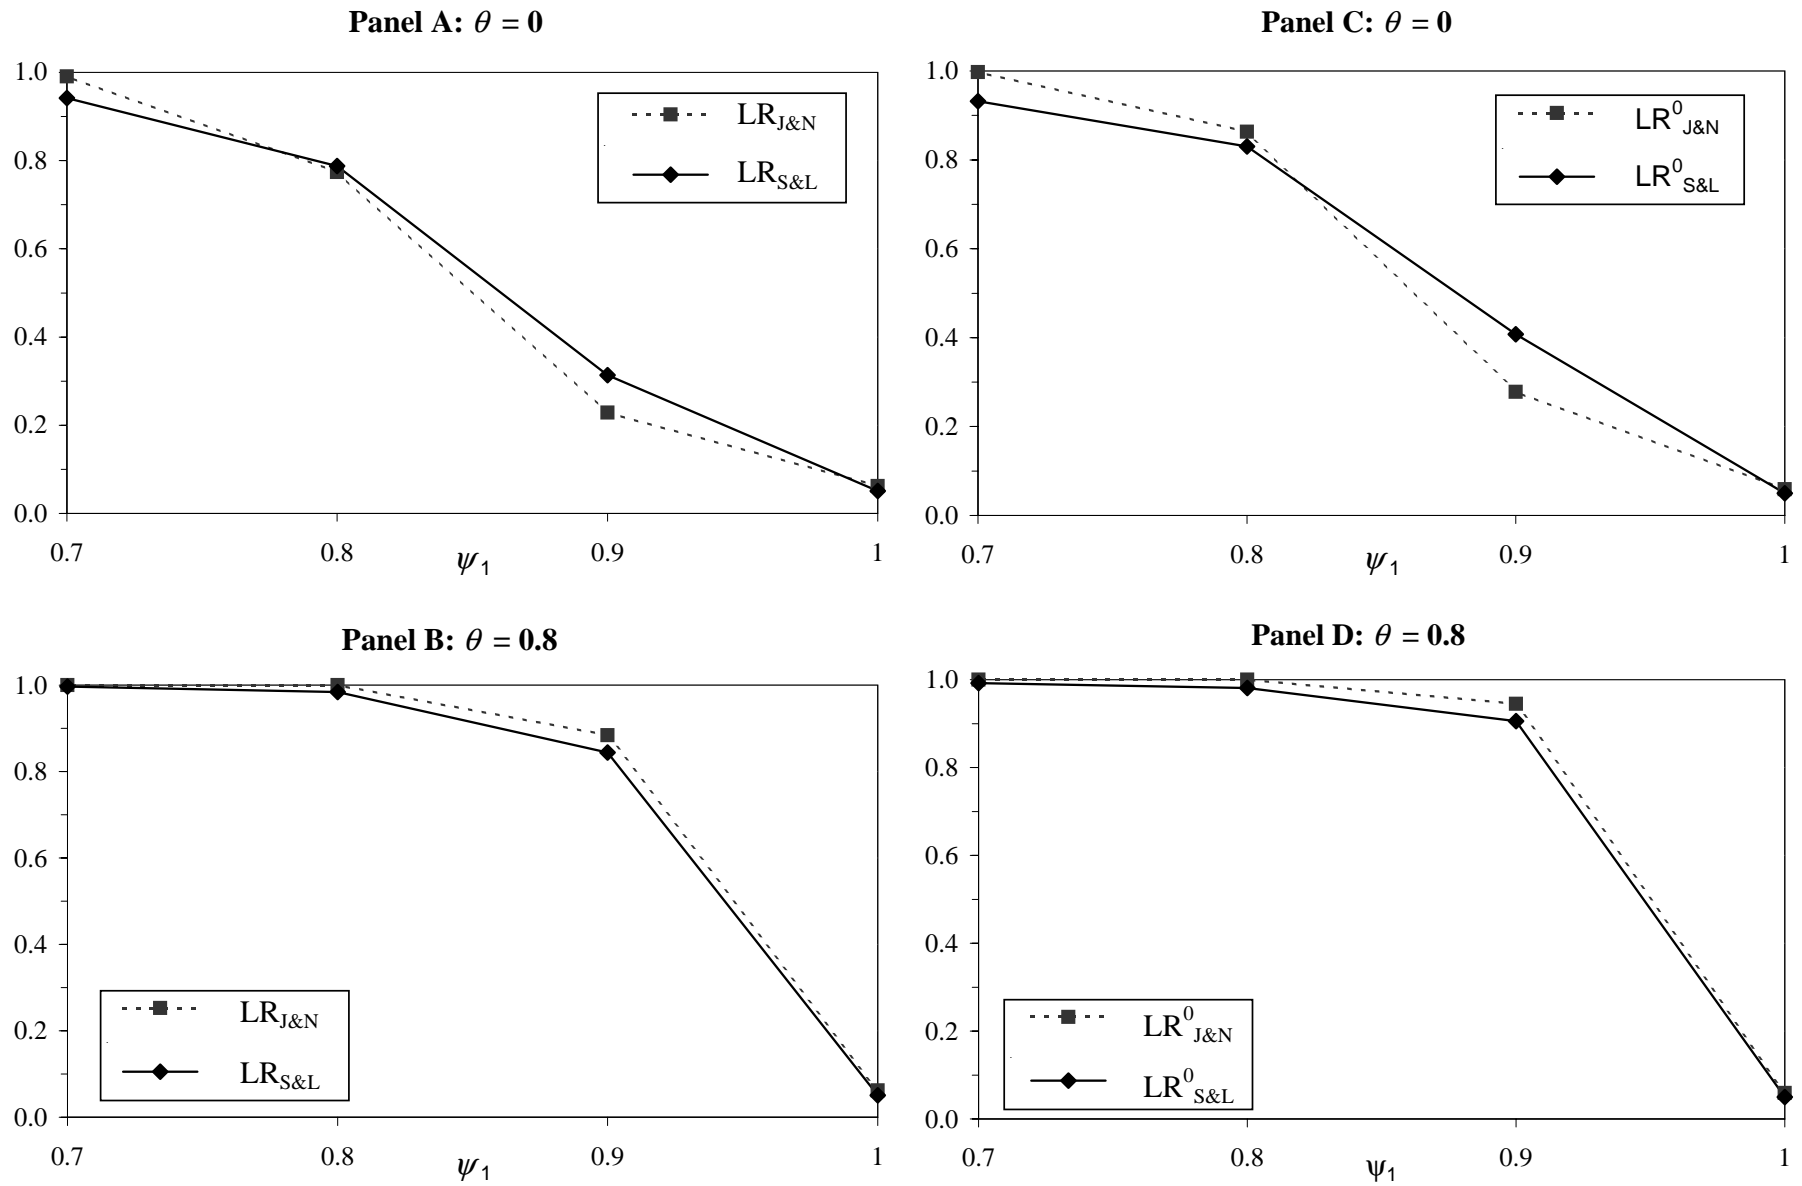 Panel A: θ = 0
1.0
0.8
0.6
0.4
0.2
0.0
0.7 0.8 0.9 1
ψ1
LRJ&N
LRS&L
Panel C: θ = 0
1.0
0.8
0.6
0.4
0.2
0.0
0.7 0.8 0.9 1
ψ1
LR0J&N
LR0S&L
Panel B: θ = 0.8
1.0
0.8
0.6
0.4
0.2
0.0
0.7 0.8 0.9 1
ψ1
LRJ&N
LRS&L
Panel D: θ = 0.8
1.0
0.8
0.6
0.4
0.2
0.0
0.7 0.8 0.9 1
ψ1
LR0J&N
LR0S&L